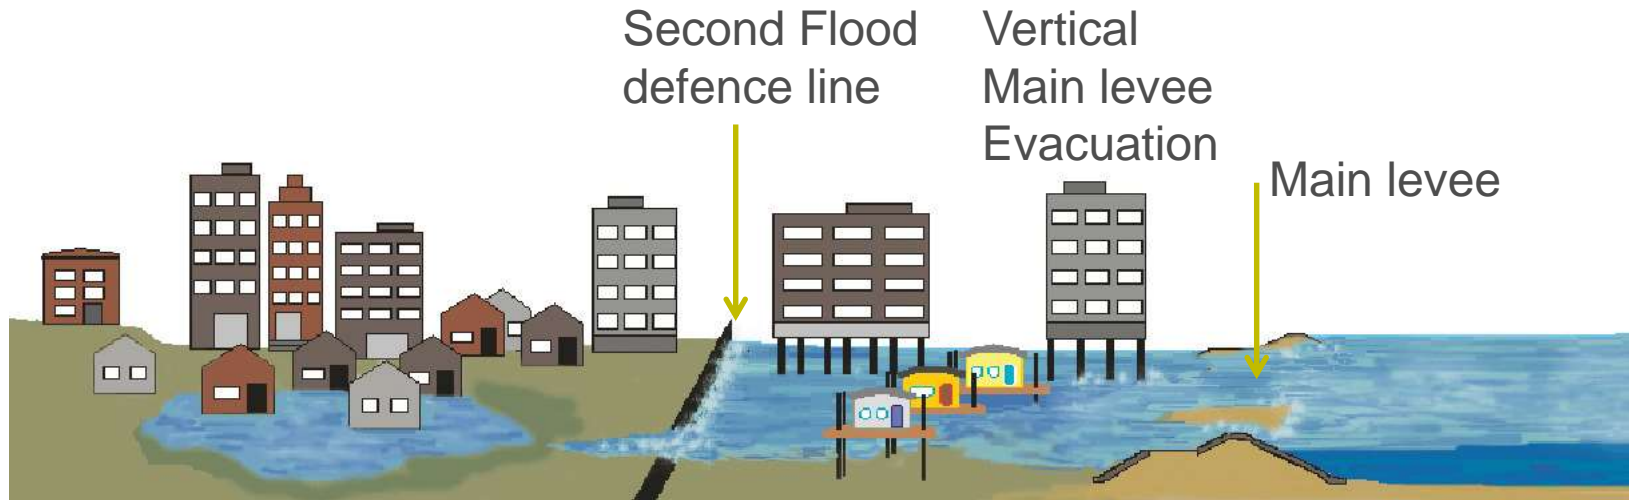 Second Flood
defence line
Vertical
Main levee
Evacuation
Main levee